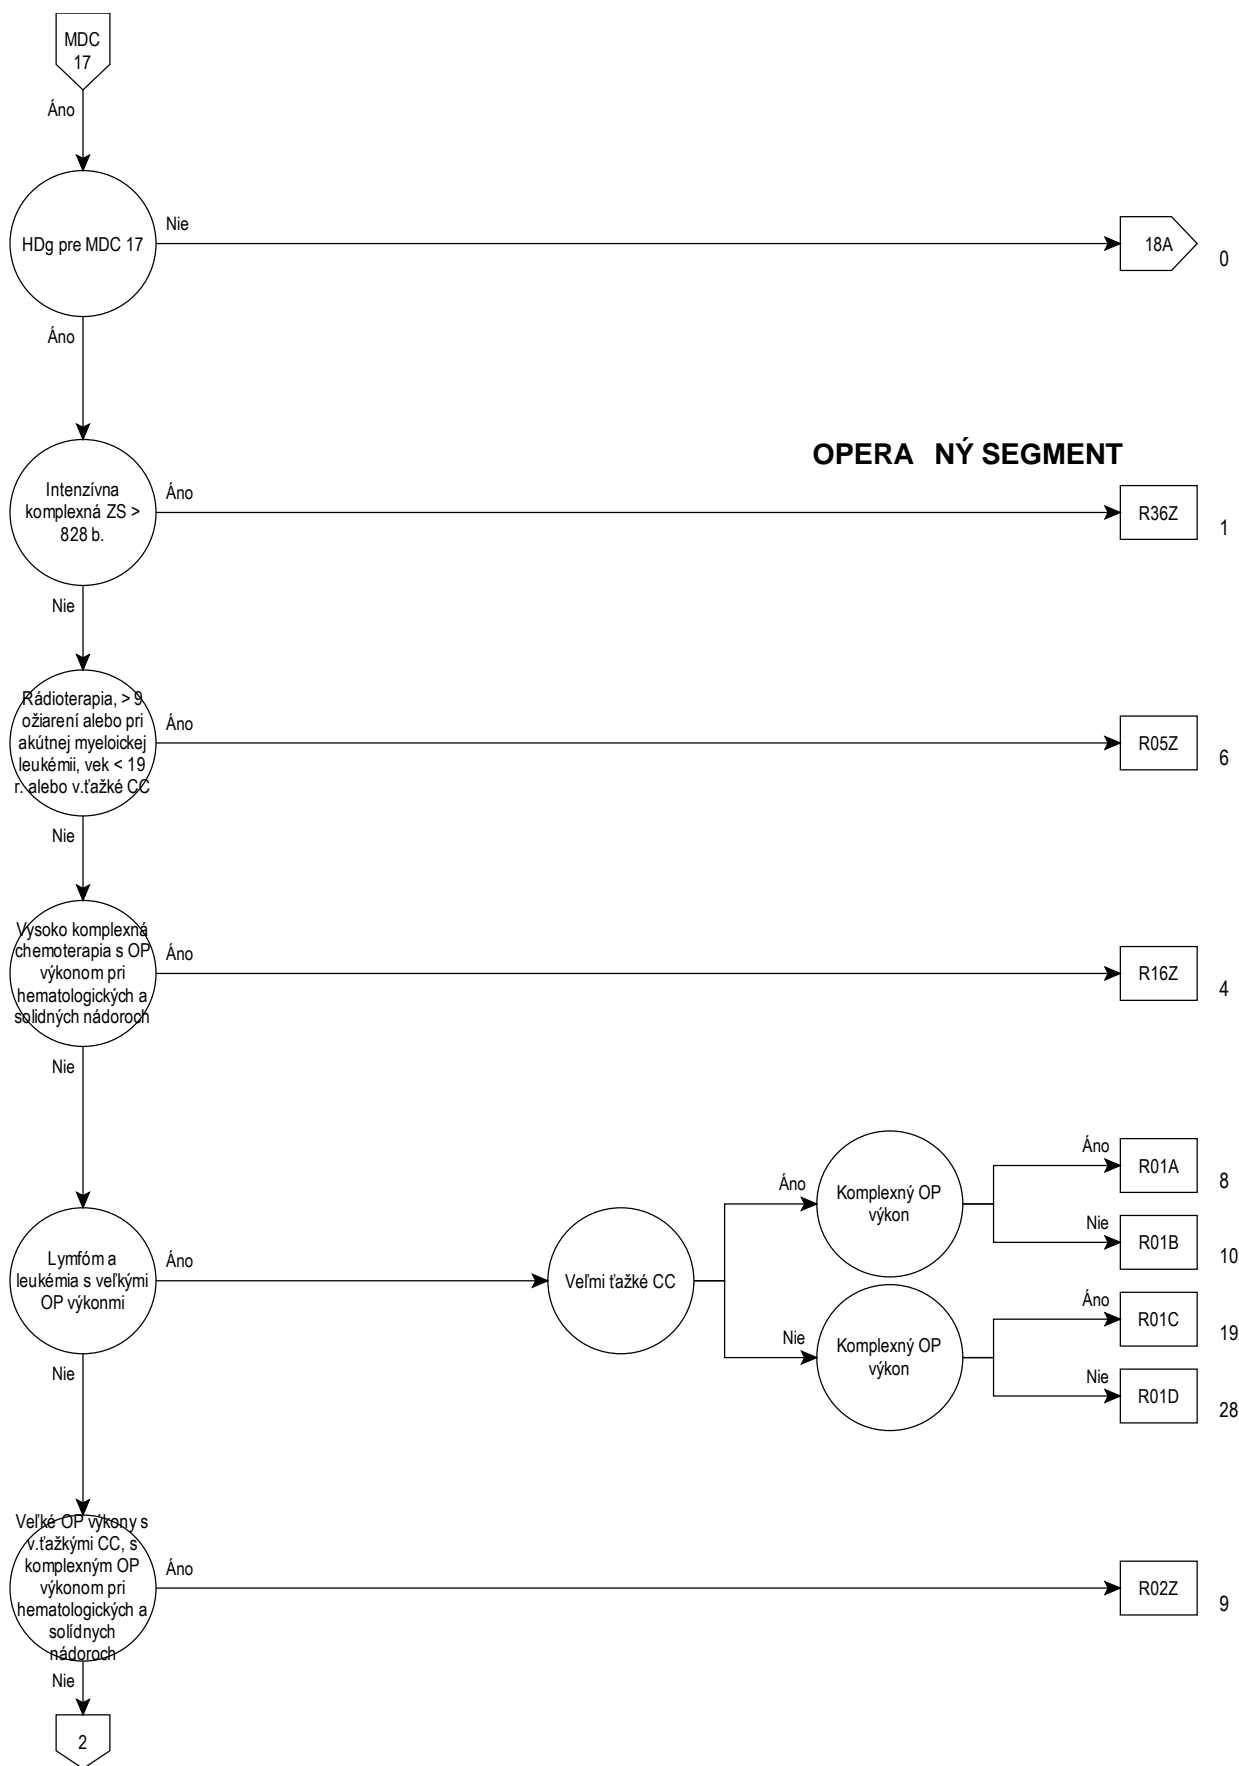 MDC
17
Áno
HDg pre MDC 17
Nie
18A
0
Áno
OPERA NÝ SEGMENT
Intenzívna
komplexná ZS >
828 b.
Áno
R36Z
1
Nie
Rádioterapia, > 9
ožiarení alebo pri
akútnej myeloickej
leukémii, vek < 19
r. alebo v.ťažké CC
Áno
R05Z
6
Nie
Vysoko komplexná
chemoterapia s OP
výkonom pri
hematologických a
solidných nádoroch
Áno
R16Z
4
Nie
Lymfóm a
leukémia s veľkými
OP výkonmi
Áno
Veľmi ťažké CC
Áno
Komplexný OP
výkon
Áno
R01A
8
Nie
R01B
10
Nie
Komplexný OP
výkon
Áno
R01C
19
Nie
R01D
28
Nie
Veľké OP výkony s
v.ťažkými CC, s
komplexným OP
výkonom pri
hematologických a
solídnych
nádoroch
Áno
R02Z
9
Nie
2